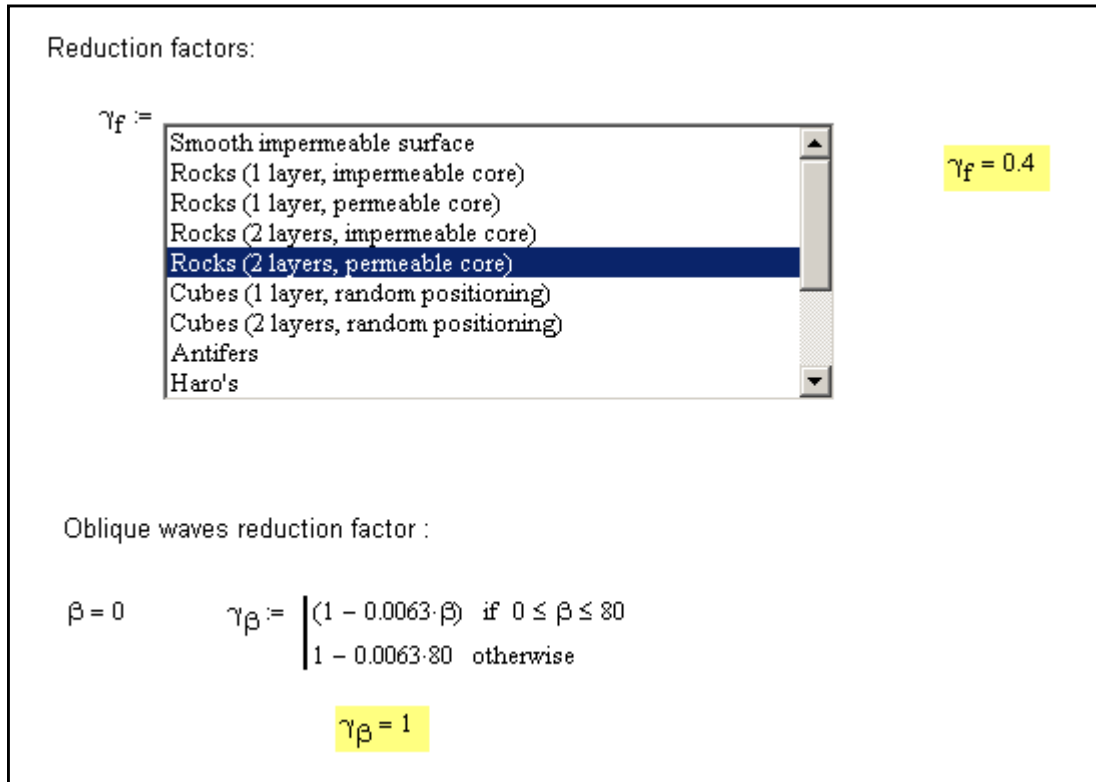 Reduction factors:
γf :=
Smooth impermeable surface
Rocks (1 layer, impermeable core)
Rocks (1 layer, permeable core)
Rocks (2 layers, impermeable core)
Rocks (2 layers, permeable core)
Cubes (1 layer, random positioning)
Cubes (2 layers, random positioning)
Antifers
Haro's
γf = 0.4
Oblique waves reduction factor :
β = 0
γβ := (1 − 0.0063·β) if 0 ≤ β ≤ 80
1 − 0.0063·80 otherwise
γβ = 1